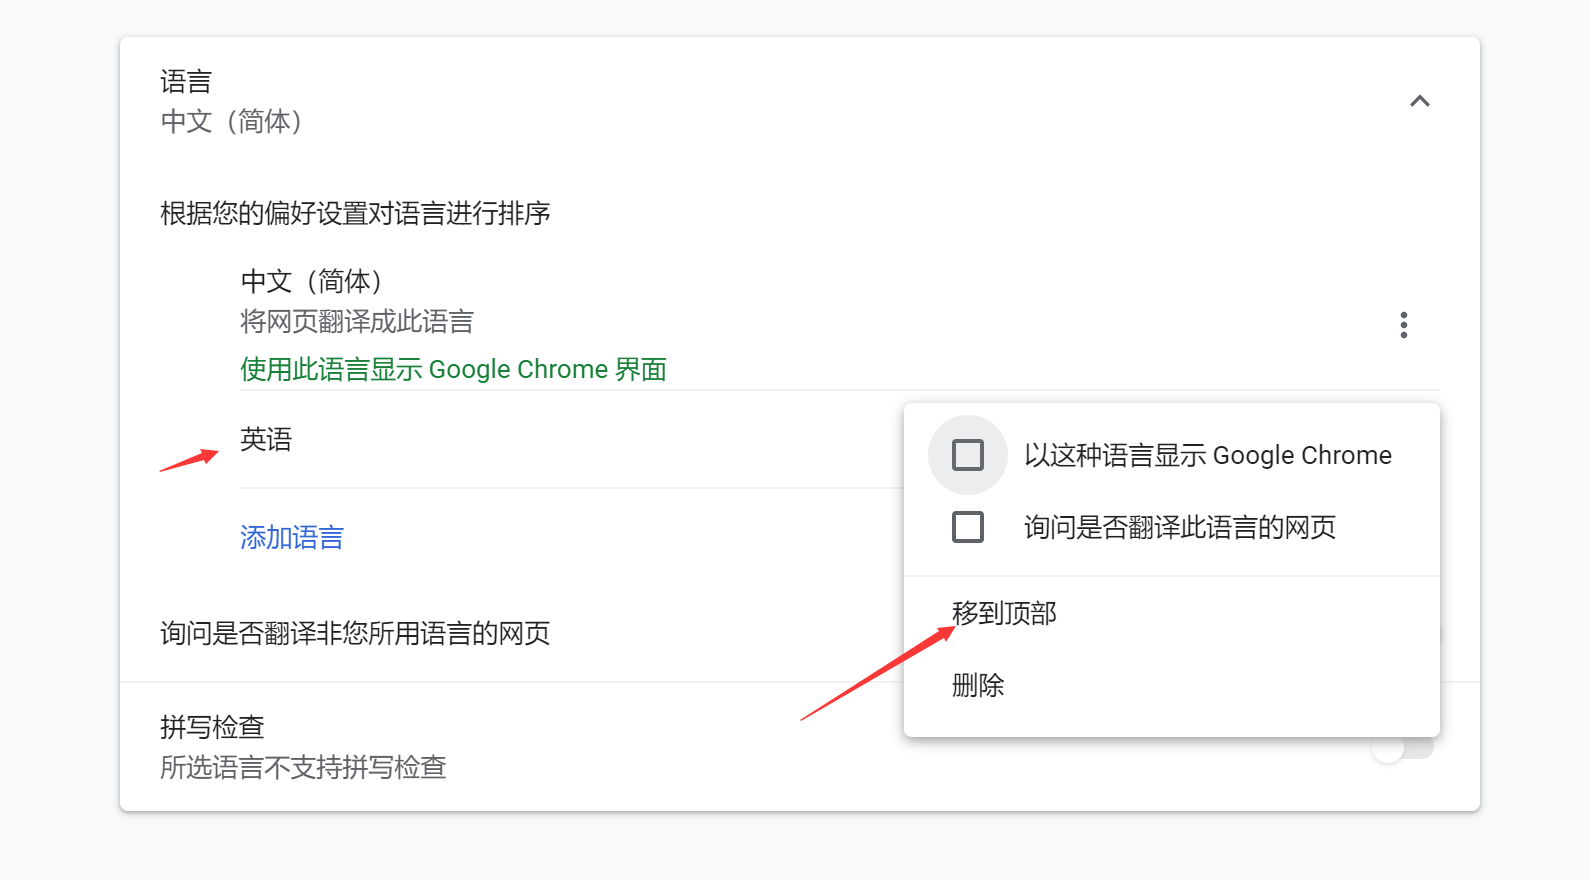 语言
中文（简体）
根据您的偏好设置对语言进行排序
中文（简体）
将网页翻译成此语言
使用此语言显示 Google Chrome 界面
英语
添加语言
以这种语言显示 Google Chrome
询问是否翻译此语言的网页
移到顶部
删除
询问是否翻译非您所用语言的网页
拼写检查
所选语言不支持拼写检查